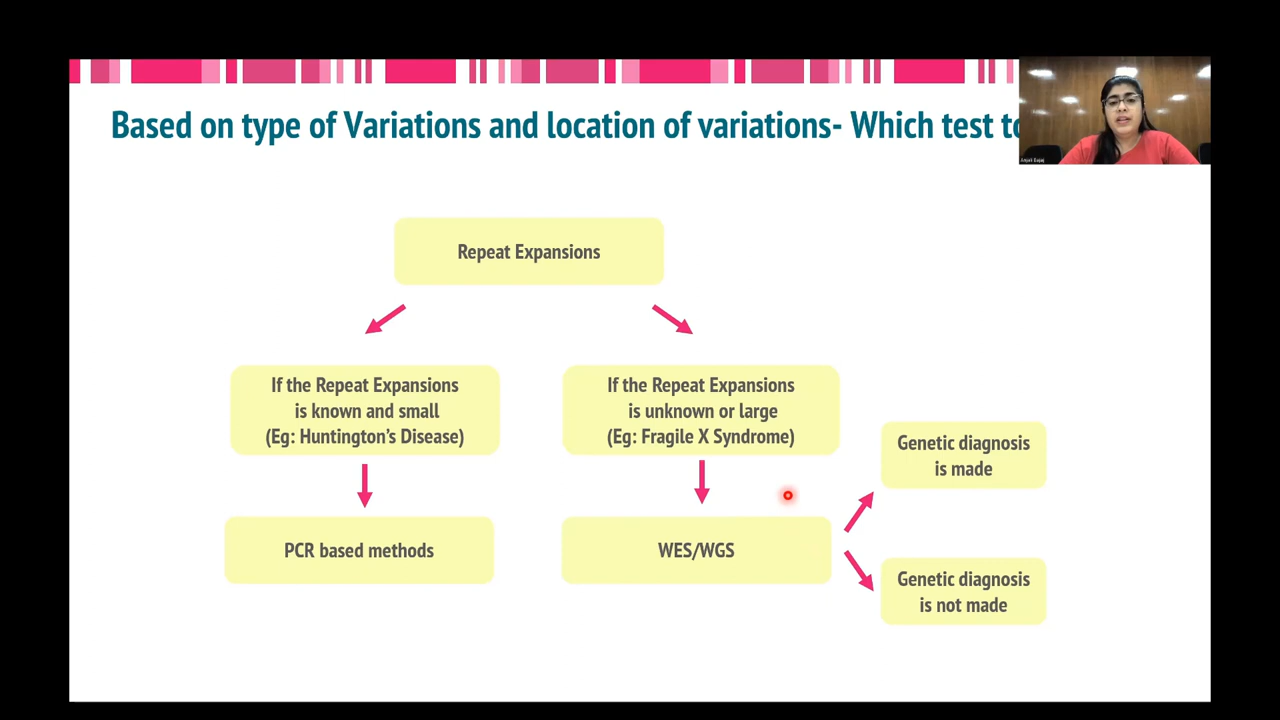 Based on type of Variations and location of variations- Which test to
Anjali Bajaj
Repeat Expansions
If the Repeat Expansions
is known and small
(Eg: Huntington's Disease)
If the Repeat Expansions
is unknown or large
(Eg: Fragile X Syndrome)
Genetic diagnosis
is made
PCR based methods
WES/WGS
Genetic diagnosis
is not made